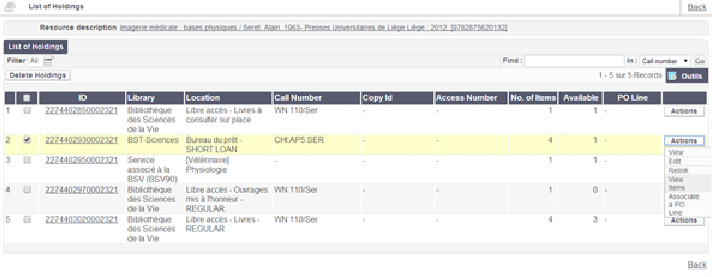 List of Holdings
Back
Resource description Imagerie médicale : bases physiques / Seret, Alain, 1963- Presses Universitaires de Liège Liège : 2012. [9782875620132]
List of Holdings
Filter: All
Find : in : Call number Go
Delete Holdings
1 - 5 sur 5 Records
Outils
ID Library Location Call Number Copy Id Access Number No. of Items Available PO Line
1 2274402850002321 Bibliothèque des Sciences de la Vie Libre accès - Livres à consulter sur place WN 110/Ser - - 1 1 - Actions
2 2274402930002321 BST-Sciences Bureau du prêt - SHORT LOAN CHI:AP5:SER - - 4 1 - Actions
View
Edit
Relink
View Items
Associate a PO Line
3 2274402950002321 Service associé à la BSV (BSV90) [Vétérinaire] Physiologie - - - 1 1 -
4 2274402970002321 Bibliothèque des Sciences de la Vie Libre accès - Ouvrages mis à l'honneur - REGULAR WN 110/Ser - - 1 0 -
5 2274403020002321 Bibliothèque des Sciences de la Vie Libre accès - Livres - REGULAR WN 110/Ser - - 4 3 - Actions
Back